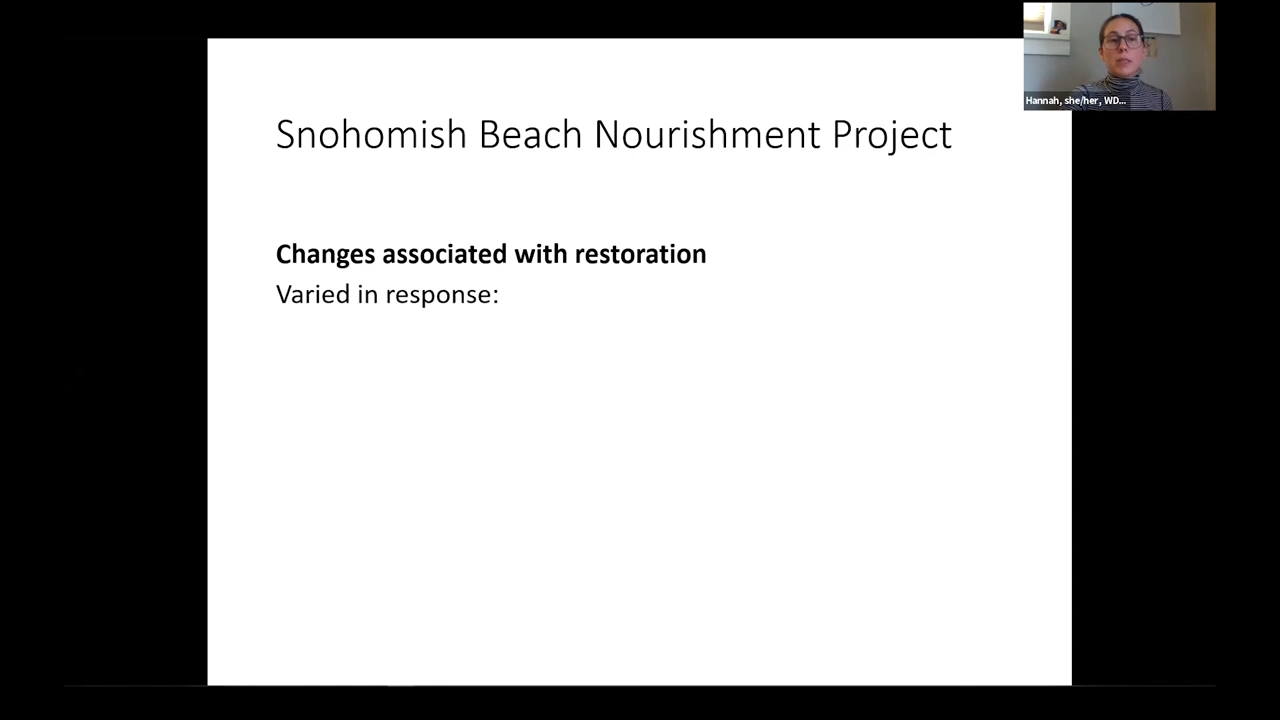 Snohomish Beach Nourishment Project
Hannah, she/her, WD...
Changes associated with restoration
Varied in response: